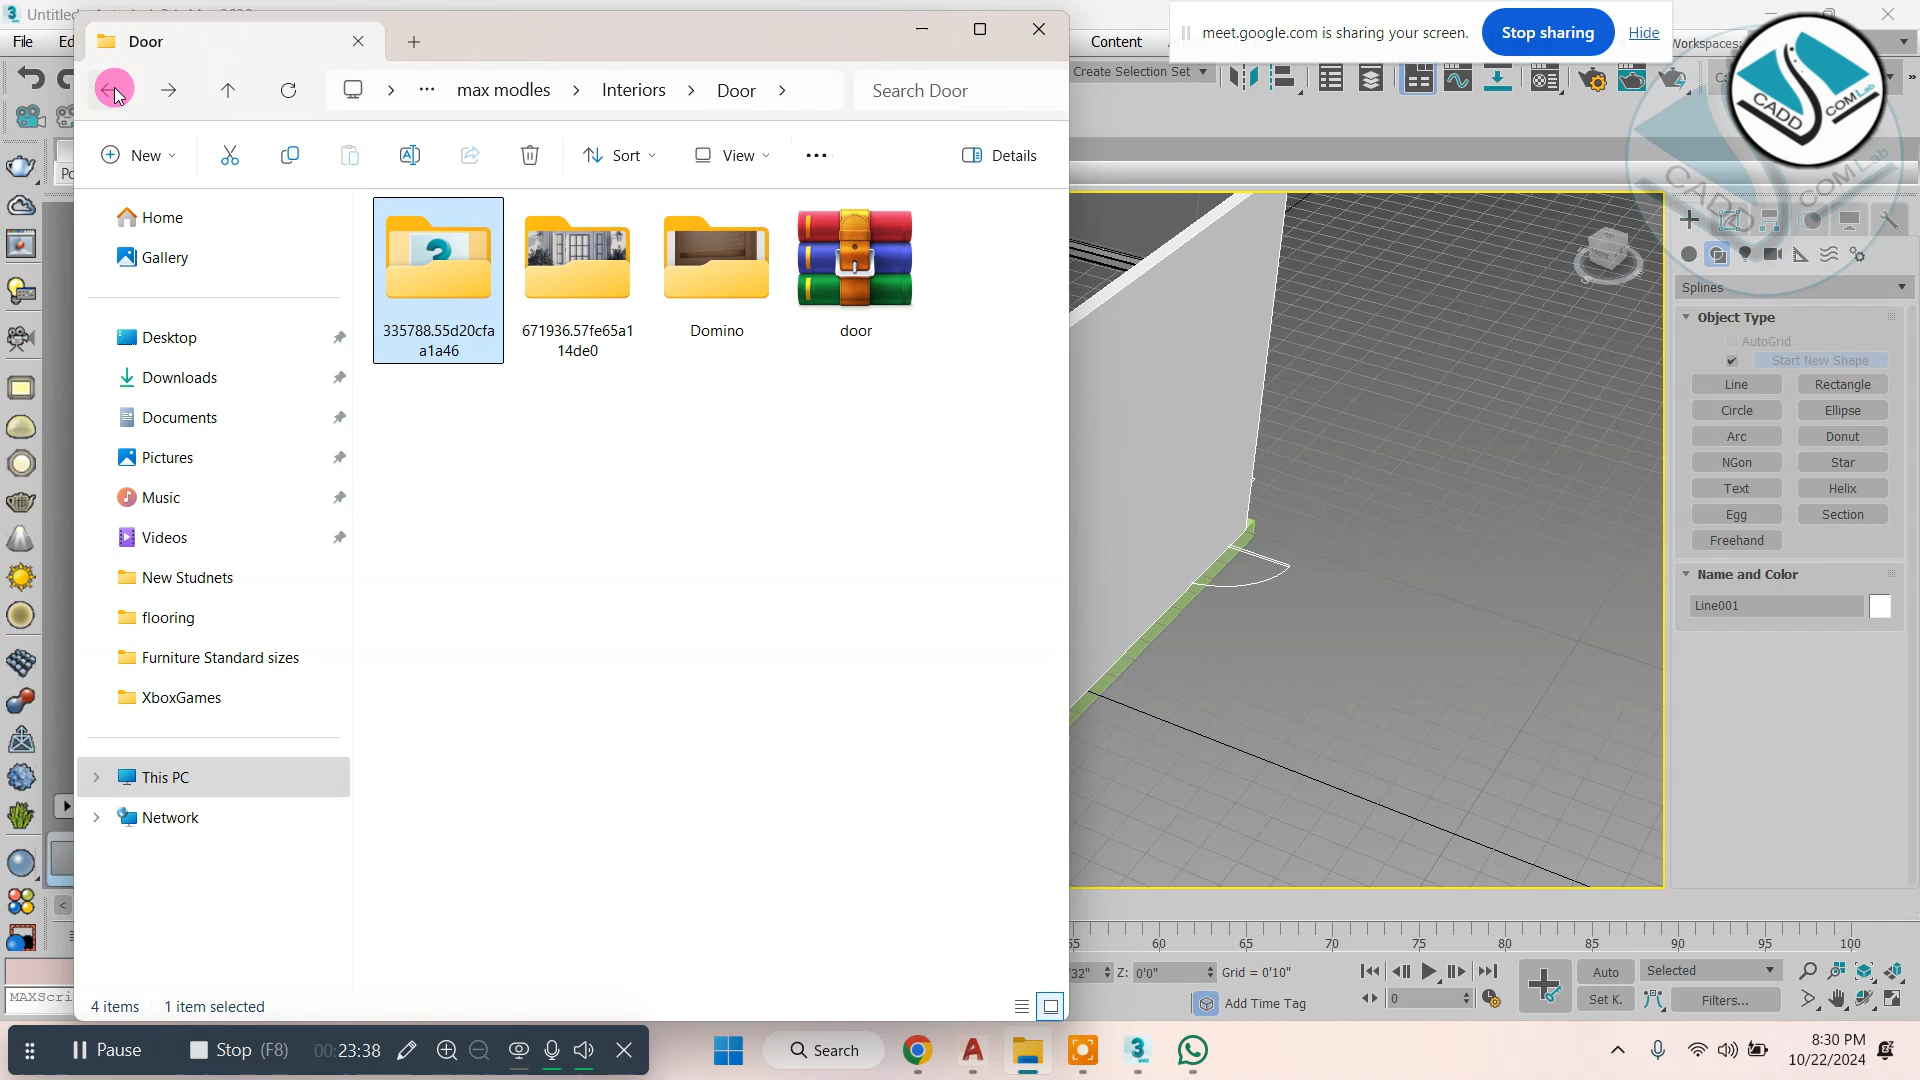 Untitled
meet.google.com is sharing your screen.
Stop sharing
Hide
Door
File
Content
Workspaces:
max modles
Interiors
Door
Search Door
Create Selection Set
C:
CADD
COM
Lab
New
Sort
View
Details
Home
Gallery
335788.55d20cfa
a1a46
671936.57fe65a1
14de0
Domino
door
Desktop
Downloads
Documents
Pictures
Music
Videos
New Studnets
flooring
Furniture Standard sizes
XboxGames
This PC
Network
4 items
1 item selected
Splines
Object Type
AutoGrid
Start New Shape
Line
Rectangle
Circle
Ellipse
Arc
Donut
NGon
Star
Text
Helix
Egg
Section
Freehand
Name and Color
Line001
55 60 65 70 75 80 85 90 95 100
Z: 0'0"
Grid = 0'10"
Add Time Tag
Auto
Selected
0
Set K.
Filters...
MAXScri
Pause
Stop (F8)
00:23:38
Search
8:30 PM
10/22/2024